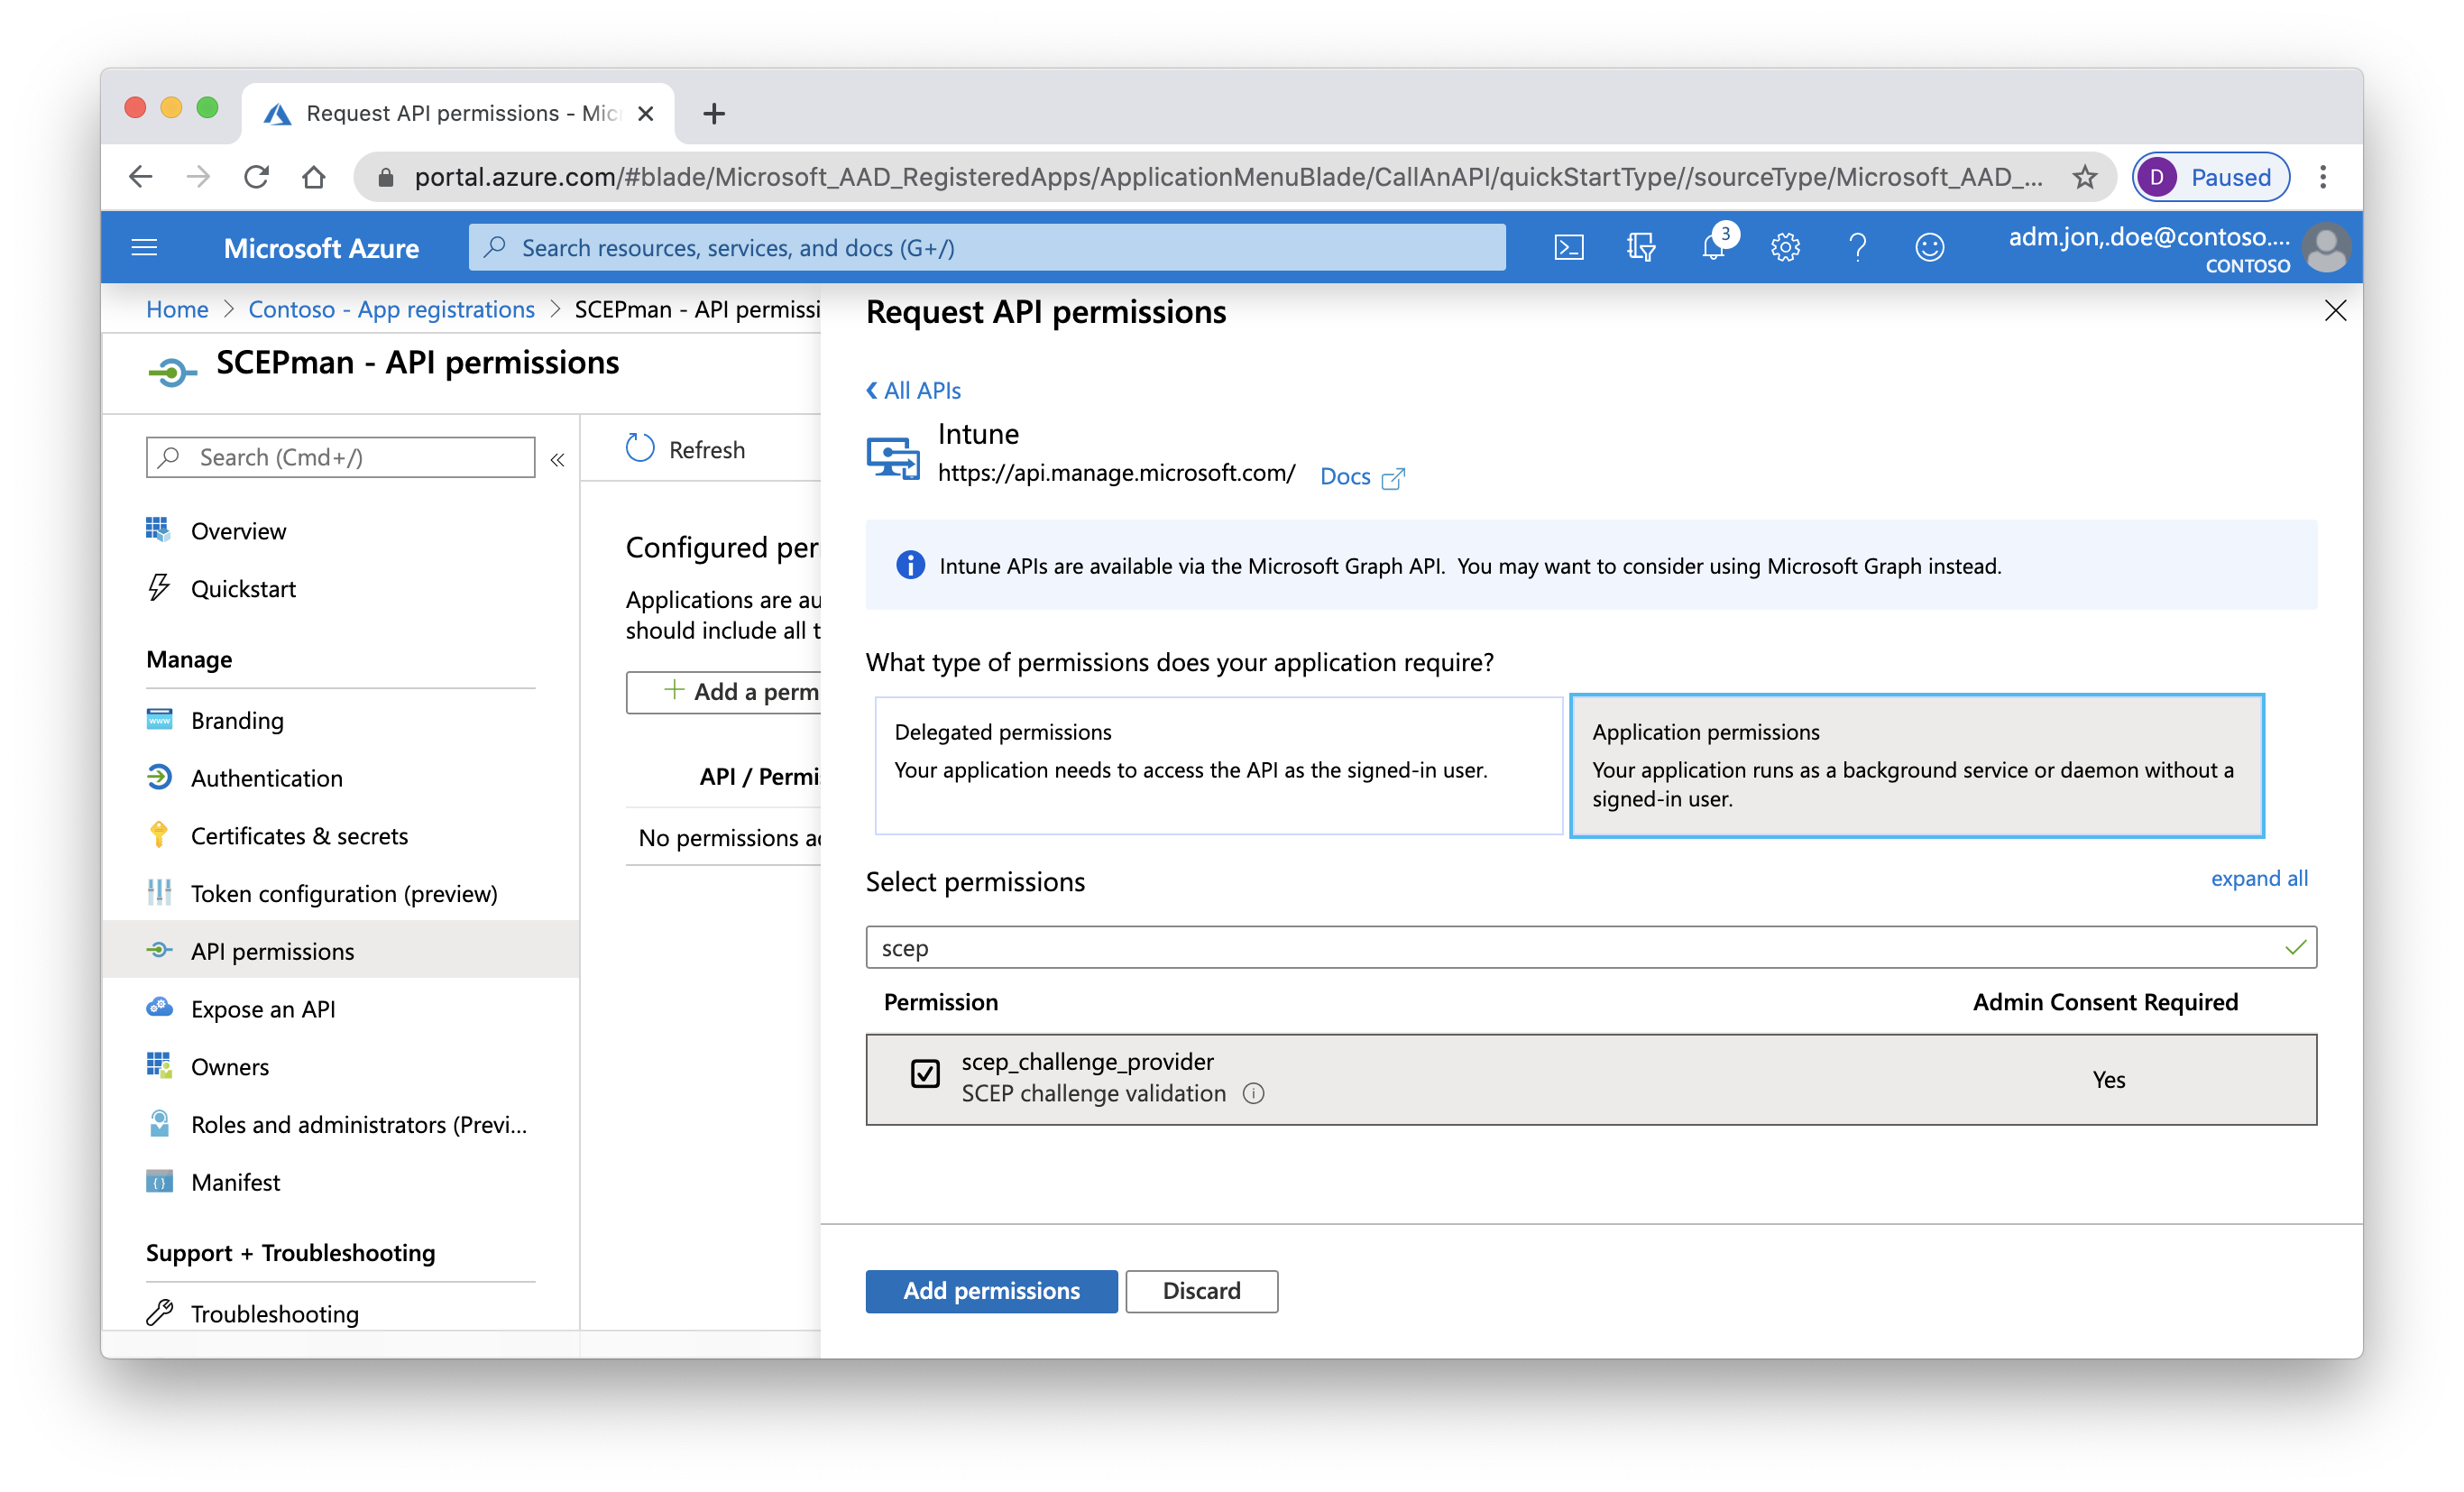 Request API permissions - Mic
portal.azure.com/#blade/Microsoft_AAD_RegisteredApps/ApplicationMenuBlade/CallAnAPI/quickStartType//sourceType/Microsoft_AAD_...
D
Paused
Microsoft Azure
Search resources, services, and docs (G+/)
3
adm.jon,.doe@contoso....
CONTOSO
Home > Contoso - App registrations > SCEPman - API permissi
SCEPman - API permissions
Search (Cmd+/)
Overview
Quickstart
Manage
Branding
Authentication
Certificates & secrets
Token configuration (preview)
API permissions
Expose an API
Owners
Roles and administrators (Previ...
Manifest
Support + Troubleshooting
Troubleshooting
Refresh
Configured per
Applications are au
should include all t
Add a perm
API / Permis
No permissions ad
Request API permissions
All APIs
Intune
https://api.manage.microsoft.com/ Docs
Intune APIs are available via the Microsoft Graph API. You may want to consider using Microsoft Graph instead.
What type of permissions does your application require?
Delegated permissions
Your application needs to access the API as the signed-in user.
Application permissions
Your application runs as a background service or daemon without a
signed-in user.
Select permissions
expand all
scep
Permission
Admin Consent Required
scep_challenge_provider
SCEP challenge validation
Yes
Add permissions
Discard